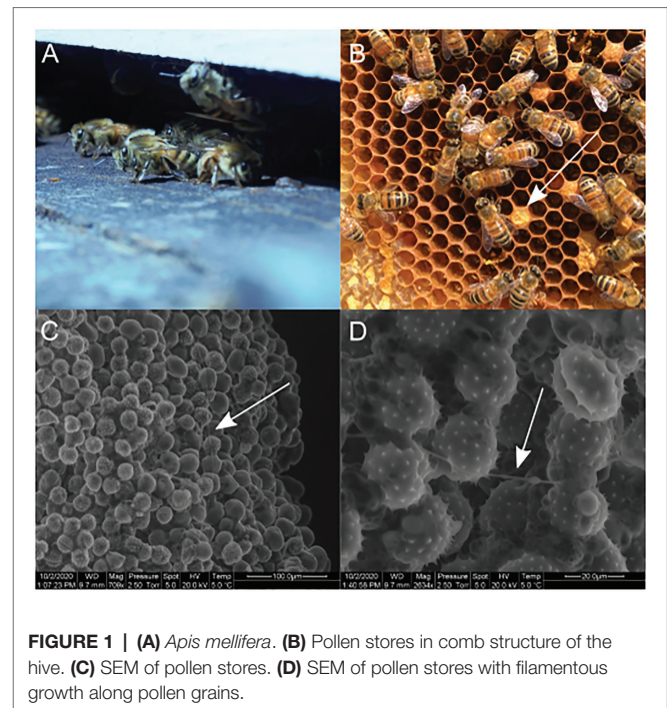 A
B
C
D
10/2/2020 WD Mag Pressure Spot HV Temp
1:07:23 PM 9.7 mm 709x 2.50 Torr 5.0 20.0 kV 5.0 °C
100.0µm
10/2/2020 WD Mag Pressure Spot HV Temp
1:40:55 PM 9.7 mm 2634x 2.50 Torr 5.0 20.0 kV 5.0 °C
20.0µm
FIGURE 1 | (A) Apis mellifera. (B) Pollen stores in comb structure of the
hive. (C) SEM of pollen stores. (D) SEM of pollen stores with filamentous
growth along pollen grains.